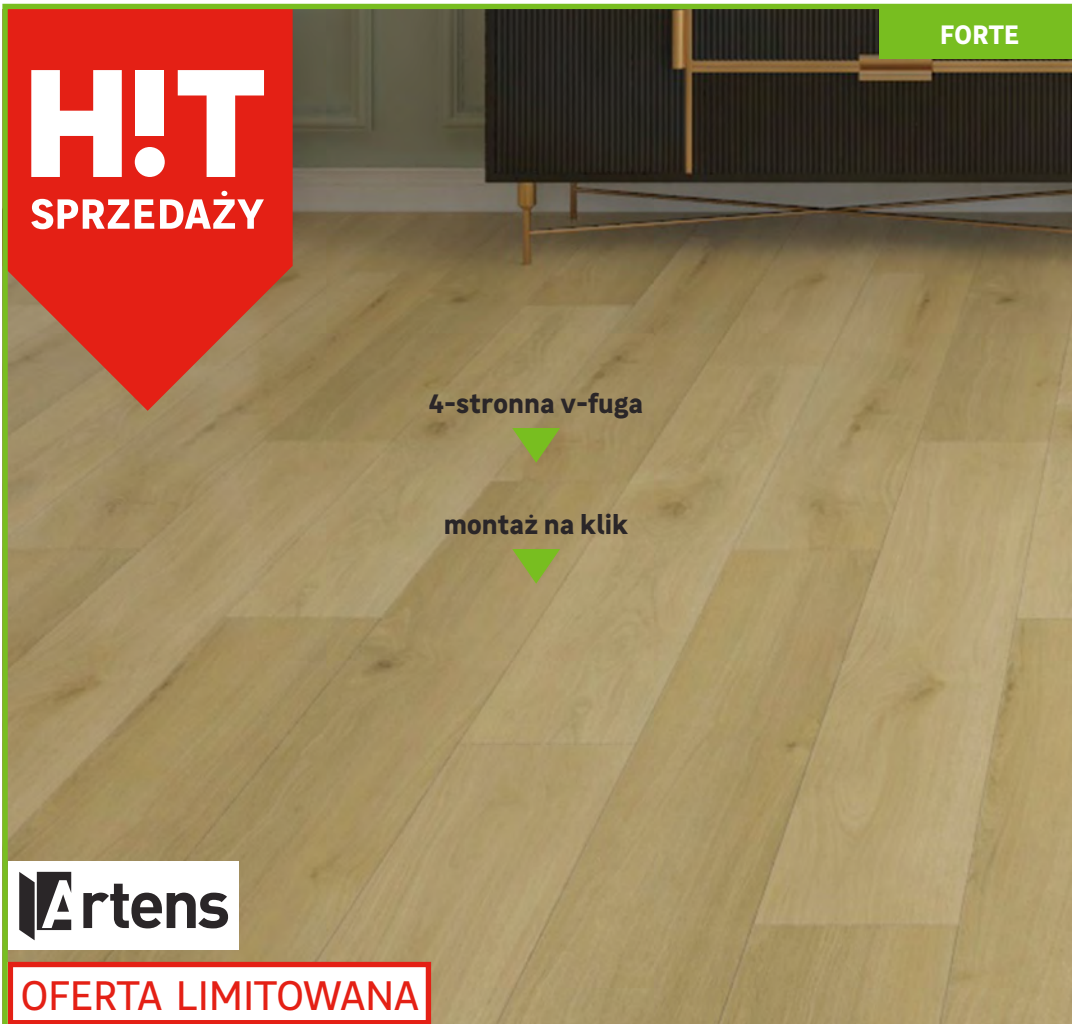 H!T
SPRZEDAŻY
FORTE
4-stronna v-fuga
montaż na klik
Artens
OFERTA LIMITOWANA